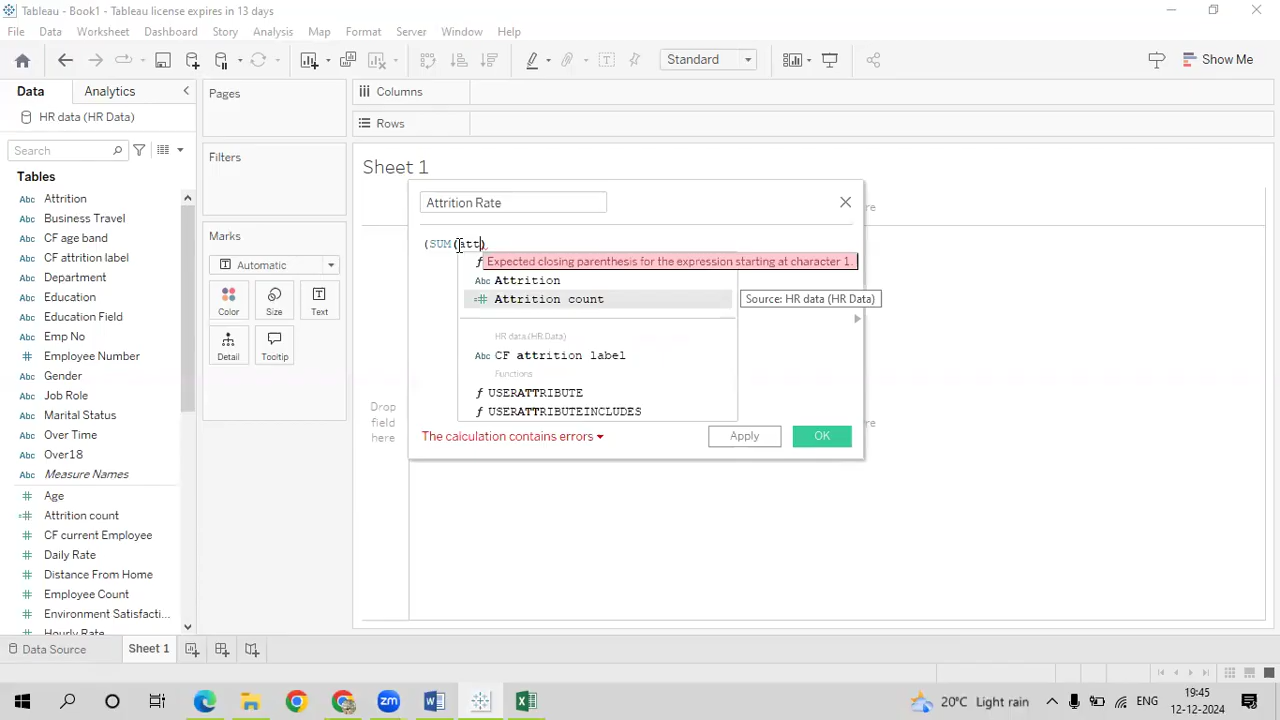 Tableau - Book1 - Tableau license expires in 13 days
File Data Worksheet Dashboard Story Analysis Map Format Server Window Help
Standard
Show Me
Data Analytics
HR data (HR Data)
Search
Tables
Attrition
Business Travel
CF age band
CF attrition label
Department
Education
Education Field
Emp No
Employee Number
Gender
Job Role
Marital Status
Over Time
Over18
Measure Names
Age
Attrition count
CF current Employee
Daily Rate
Distance From Home
Employee Count
Environment Satisfacti...
Hourly Rate
Pages
Filters
Marks
Automatic
Color Size Text
Detail Tooltip
Columns
Rows
Sheet 1
Drop
field
here
Attrition Rate
(SUM(att)
Expected closing parenthesis for the expression starting at character 1.
Attrition
Attrition count
Source: HR data (HR Data)
HR data (HR Data)
CF attrition label
Functions
USERATTRIBUTE
USERATTRIBUTEINCLUDES
The calculation contains errors
Apply OK
re
re
Data Source Sheet 1
20°C Light rain
ENG
19:45
12-12-2024